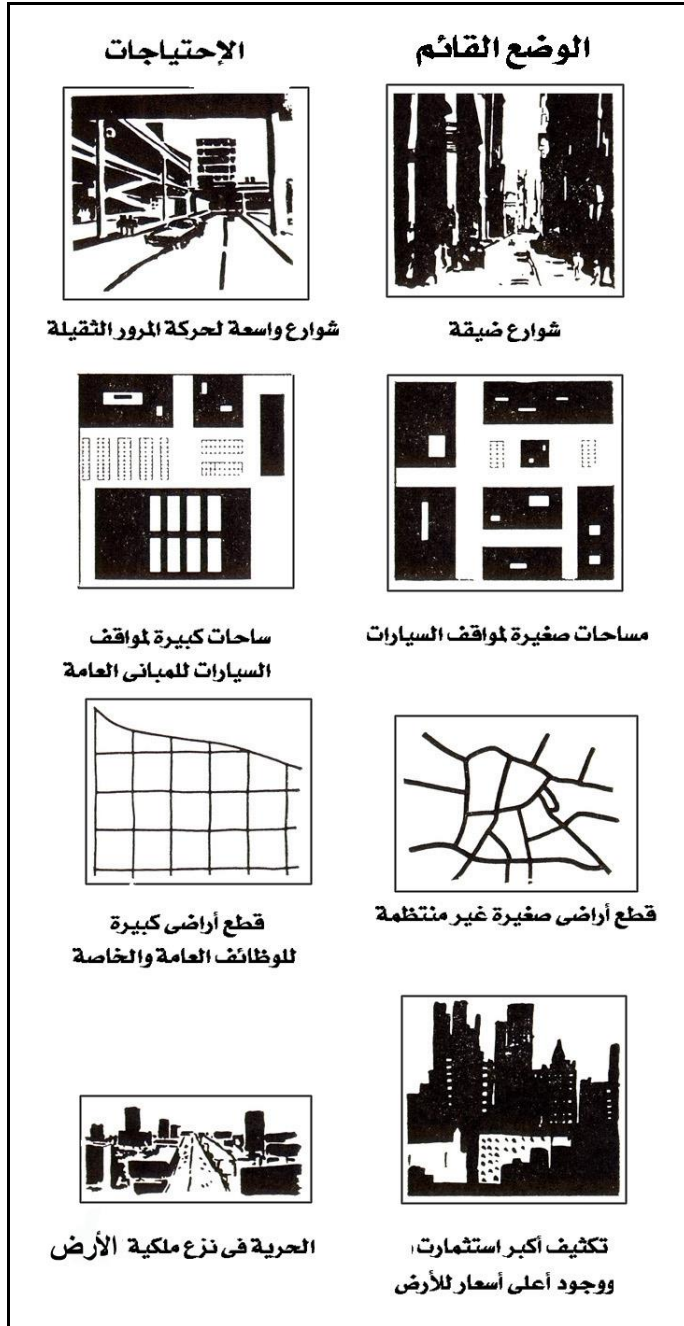 الوضع القائم
الإحتياجات
شوارع ضيقة
شوارع واسعة لحركة المرور الثقيلة
مساحات صغيرة لمواقف السيارات
ساحات كبيرة لمواقف
السيارات للمبانى العامة
قطع أراضى صغيرة غير منتظمة
قطع أراضى كبيرة
للوظائف العامة والخاصة
تكثيف أكبر استثمارت
ووجود أعلى أسعار للأرض
الحرية فى نزع ملكية الأرض